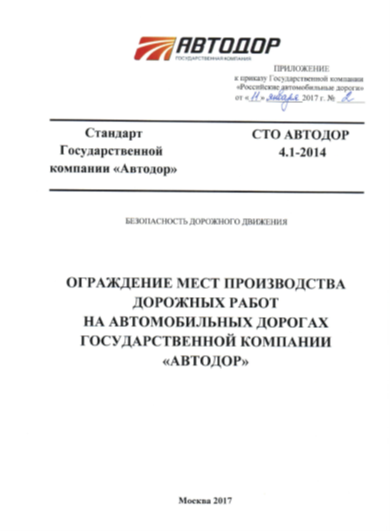 АВТОДОР
ГОСУДАРСТВЕННАЯ КОМПАНИЯ
ПРИЛОЖЕНИЕ
к приказу Государственной компании
«Российские автомобильные дороги»
от «11» января 2017 г. № 2
Стандарт
Государственной
компании «Автодор»
СТО АВТОДОР
4.1-2014
БЕЗОПАСНОСТЬ ДОРОЖНОГО ДВИЖЕНИЯ
ОГРАЖДЕНИЕ МЕСТ ПРОИЗВОДСТВА
ДОРОЖНЫХ РАБОТ
НА АВТОМОБИЛЬНЫХ ДОРОГАХ
ГОСУДАРСТВЕННОЙ КОМПАНИИ
«АВТОДОР»
Москва 2017